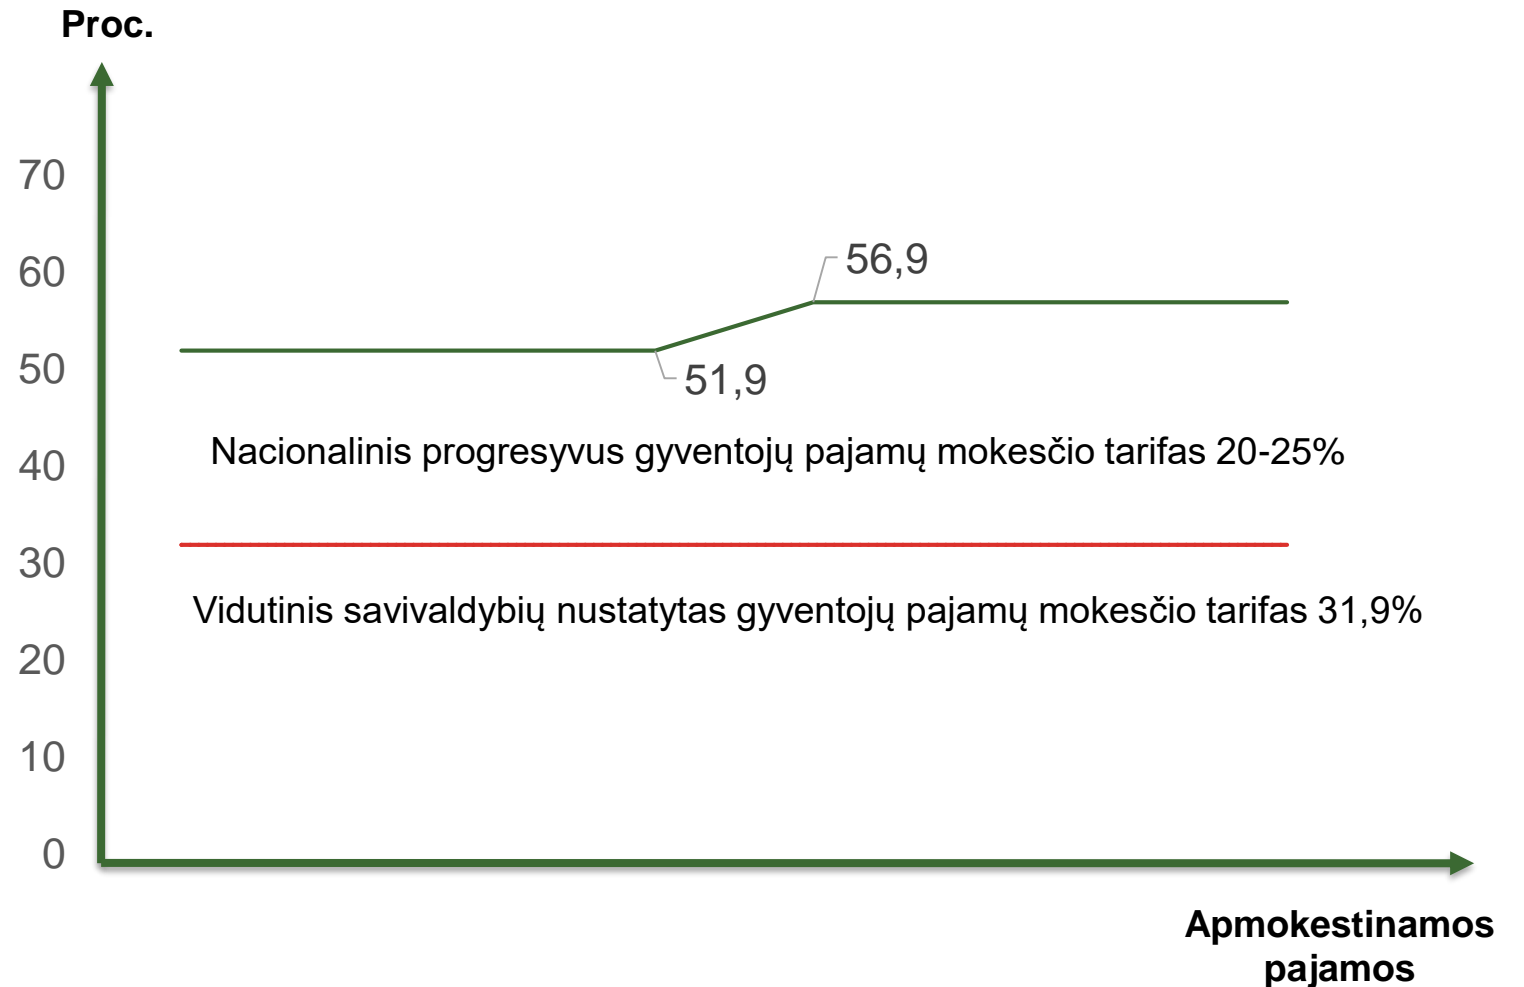 Proc.
70
60
50
40
30
20
10
0
56,9
51,9
Nacionalinis progresyvus gyventojų pajamų mokesčio tarifas 20-25%
Vidutinis savivaldybių nustatytas gyventojų pajamų mokesčio tarifas 31,9%
Apmokestinamos
pajamos